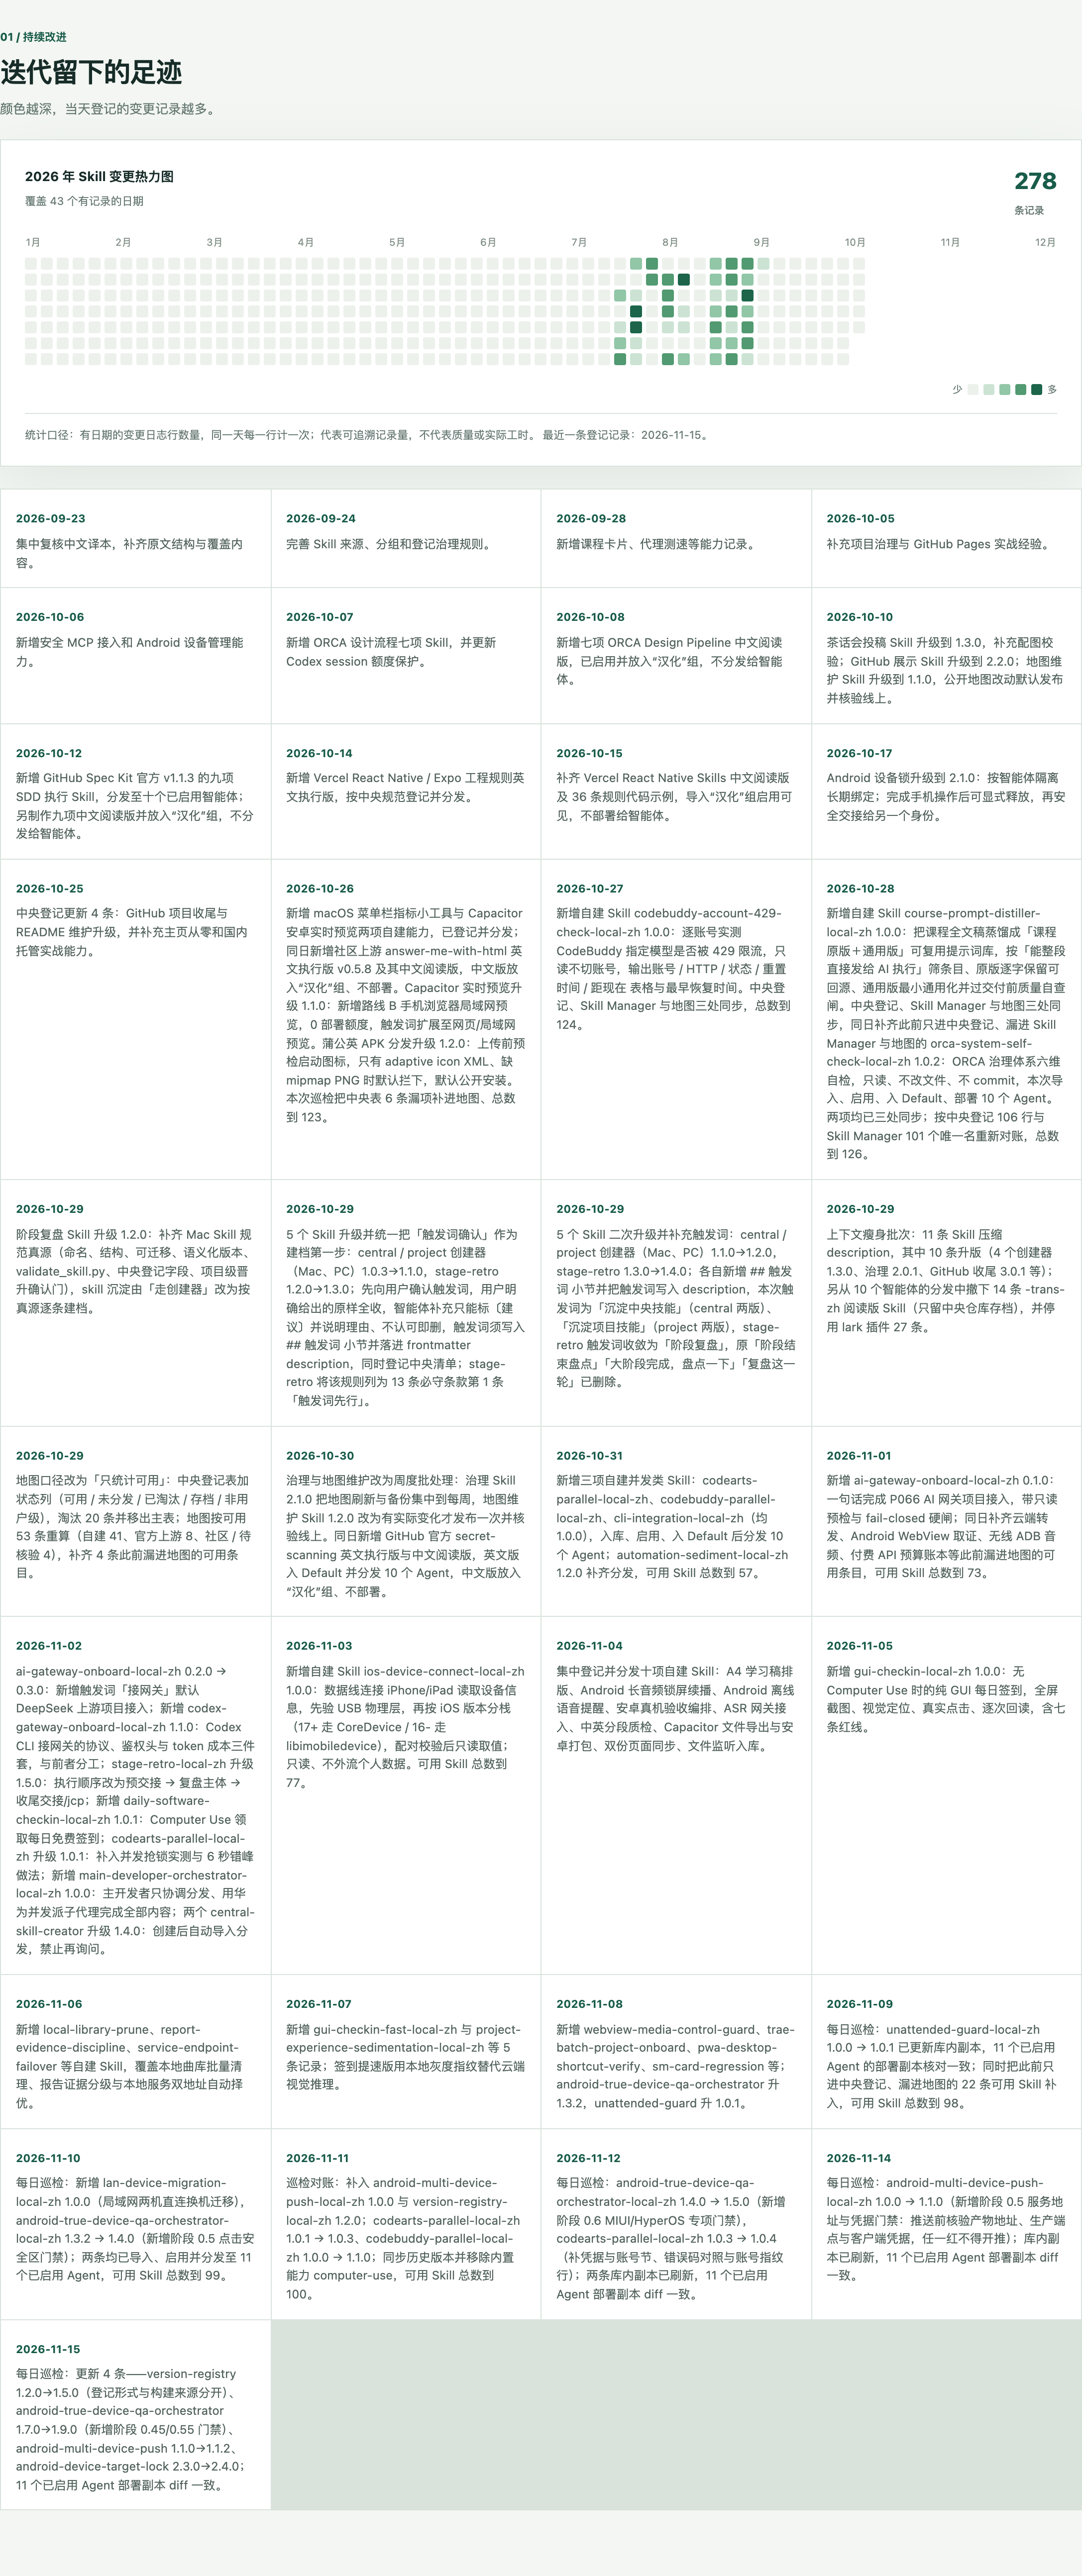 01 / 持续改进
迭代留下的足迹
颜色越深，当天登记的变更记录越多。
2026 年 Skill 变更热力图
覆盖 43 个有记录的日期
278
条记录
1月 2月 3月 4月 5月 6月 7月 8月 9月 10月 11月 12月
少 多
统计口径：有日期的变更日志行数量，同一天每一行计一次；代表可追溯记录量，不代表质量或实际工时。 最近一条登记记录：2026-11-15。
2026-09-23
集中复核中文译本，补齐原文结构与覆盖内
容。
2026-09-24
完善 Skill 来源、分组和登记治理规则。
2026-09-28
新增课程卡片、代理测速等能力记录。
2026-10-05
补充项目治理与 GitHub Pages 实战经验。
2026-10-06
新增安全 MCP 接入和 Android 设备管理能
力。
2026-10-07
新增 ORCA 设计流程七项 Skill，并更新
Codex session 额度保护。
2026-10-08
新增七项 ORCA Design Pipeline 中文阅读
版，已启用并放入“汉化”组，不分发给智能
体。
2026-10-10
茶话会投稿 Skill 升级到 1.3.0，补充配图校
验；GitHub 展示 Skill 升级到 2.2.0；地图维
护 Skill 升级到 1.1.0，公开地图改动默认发布
并核验线上。
2026-10-12
新增 GitHub Spec Kit 官方 v1.1.3 的九项
SDD 执行 Skill，分发至十个已启用智能体；
另制作九项中文阅读版并放入“汉化”组，不分
发给智能体。
2026-10-14
新增 Vercel React Native / Expo 工程规则英
文执行版，按中央规范登记并分发。
2026-10-15
补齐 Vercel React Native Skills 中文阅读版
及 36 条规则代码示例，导入“汉化”组启用可
见，不部署给智能体。
2026-10-17
Android 设备锁升级到 2.1.0：按智能体隔离
长期绑定；完成手机操作后可显式释放，再安
全交接给另一个身份。
2026-10-25
中央登记更新 4 条：GitHub 项目收尾与
README 维护升级，并补充主页从零和国内
托管实战能力。
2026-10-26
新增 macOS 菜单栏指标小工具与 Capacitor
安卓实时预览两项自建能力，已登记并分发；
同日新增社区上游 answer-me-with-html 英
文执行版 v0.5.8 及其中文阅读版，中文版放
入“汉化”组、不部署。Capacitor 实时预览升
级 1.1.0：新增路线 B 手机浏览器局域网预
览，0 部署额度，触发词扩展至网页/局域网
预览。蒲公英 APK 分发升级 1.2.0：上传前预
检启动图标，只有 adaptive icon XML、缺
mipmap PNG 时默认拦下，默认公开安装。
本次巡检把中央表 6 条漏项补进地图、总数
到 123。
2026-10-27
新增自建 Skill codebuddy-account-429-
check-local-zh 1.0.0：逐账号实测
CodeBuddy 指定模型是否被 429 限流，只
读不切账号，输出账号 / HTTP / 状态 / 重置
时间 / 距现在 表格与最早恢复时间。中央登
记、Skill Manager 与地图三处同步，总数到
124。
2026-10-28
新增自建 Skill course-prompt-distiller-
local-zh 1.0.0：把课程全文稿蒸馏成「课程
原版＋通用版」可复用提示词库，按「能整段
直接发给 AI 执行」筛条目、原版逐字保留可
回源、通用版最小通用化并过交付前质量自查
闸。中央登记、Skill Manager 与地图三处同
步，同日补齐此前只进中央登记、漏进 Skill
Manager 与地图的 orca-system-self-
check-local-zh 1.0.2：ORCA 治理体系六维
自检，只读、不改文件、不 commit，本次导
入、启用、入 Default、部署 10 个 Agent。
两项均已三处同步；按中央登记 106 行与
Skill Manager 101 个唯一名重新对账，总数
到 126。
2026-10-29
阶段复盘 Skill 升级 1.2.0：补齐 Mac Skill 规
范真源（命名、结构、可迁移、语义化版本、
validate_skill.py、中央登记字段、项目级晋
升确认门），skill 沉淀由「走创建器」改为按
真源逐条建档。
2026-10-29
5 个 Skill 升级并统一把「触发词确认」作为
建档第一步：central / project 创建器
（Mac、PC）1.0.3→1.1.0，stage-retro
1.2.0→1.3.0；先向用户确认触发词，用户明
确给出的原样全收，智能体补充只能标〔建
议〕并说明理由、不认可即删，触发词须写入
## 触发词 小节并落进 frontmatter
description，同时登记中央清单；stage-
retro 将该规则列为 13 条必守条款第 1 条
「触发词先行」。
2026-10-29
5 个 Skill 二次升级并补充触发词：central /
project 创建器（Mac、PC）1.1.0→1.2.0，
stage-retro 1.3.0→1.4.0；各自新增 ## 触发
词 小节并把触发词写入 description，本次触
发词为「沉淀中央技能」（central 两版）、
「沉淀项目技能」（project 两版），stage-
retro 触发词收敛为「阶段复盘」，原「阶段结
束盘点」「大阶段完成，盘点一下」「复盘这一
轮」已删除。
2026-10-29
上下文瘦身批次：11 条 Skill 压缩
description，其中 10 条升版（4 个创建器
1.3.0、治理 2.0.1、GitHub 收尾 3.0.1 等）；
另从 10 个智能体的分发中撤下 14 条 -trans-
zh 阅读版 Skill（只留中央仓库存档），并停
用 lark 插件 27 条。
2026-10-29
地图口径改为「只统计可用」：中央登记表加
状态列（可用 / 未分发 / 已淘汰 / 存档 / 非用
户级），淘汰 20 条并移出主表；地图按可用
53 条重算（自建 41、官方上游 8、社区 / 待
核验 4），补齐 4 条此前漏进地图的可用条
目。
2026-10-30
治理与地图维护改为周度批处理：治理 Skill
2.1.0 把地图刷新与备份集中到每周，地图维
护 Skill 1.2.0 改为有实际变化才发布一次并核
验线上。同日新增 GitHub 官方 secret-
scanning 英文执行版与中文阅读版，英文版
入 Default 并分发 10 个 Agent，中文版放入
“汉化”组、不部署。
2026-10-31
新增三项自建并发类 Skill：codearts-
parallel-local-zh、codebuddy-parallel-
local-zh、cli-integration-local-zh（均
1.0.0），入库、启用、入 Default 后分发 10
个 Agent；automation-sediment-local-zh
1.2.0 补齐分发，可用 Skill 总数到 57。
2026-11-01
新增 ai-gateway-onboard-local-zh 0.1.0：
一句话完成 P066 AI 网关项目接入，带只读
预检与 fail-closed 硬闸；同日补齐云端转
发、Android WebView 取证、无线 ADB 音
频、付费 API 预算账本等此前漏进地图的可
用条目，可用 Skill 总数到 73。
2026-11-02
ai-gateway-onboard-local-zh 0.2.0 →
0.3.0：新增触发词「接网关」默认
DeepSeek 上游项目接入；新增 codex-
gateway-onboard-local-zh 1.1.0：Codex
CLI 接网关的协议、鉴权头与 token 成本三件
套，与前者分工；stage-retro-local-zh 升级
1.5.0：执行顺序改为预交接 → 复盘主体 →
收尾交接/jcp；新增 daily-software-
checkin-local-zh 1.0.1：Computer Use 领
取每日免费签到；codearts-parallel-local-
zh 升级 1.0.1：补入并发抢锁实测与 6 秒错峰
做法；新增 main-developer-orchestrator-
local-zh 1.0.0：主开发者只协调分发、用华
为并发派子代理完成全部内容；两个 central-
skill-creator 升级 1.4.0：创建后自动导入分
发，禁止再询问。
2026-11-03
新增自建 Skill ios-device-connect-local-zh
1.0.0：数据线连接 iPhone/iPad 读取设备信
息，先验 USB 物理层，再按 iOS 版本分栈
（17+ 走 CoreDevice / 16- 走
libimobiledevice），配对校验后只读取值；
只读、不外流个人数据。可用 Skill 总数到
77。
2026-11-04
集中登记并分发十项自建 Skill：A4 学习稿排
版、Android 长音频锁屏续播、Android 离线
语音提醒、安卓真机验收编排、ASR 网关接
入、中英分段质检、Capacitor 文件导出与安
卓打包、双份页面同步、文件监听入库。
2026-11-05
新增 gui-checkin-local-zh 1.0.0：无
Computer Use 时的纯 GUI 每日签到，全屏
截图、视觉定位、真实点击、逐次回读，含七
条红线。
2026-11-06
新增 local-library-prune、report-
evidence-discipline、service-endpoint-
failover 等自建 Skill，覆盖本地曲库批量清
理、报告证据分级与本地服务双地址自动择
优。
2026-11-07
新增 gui-checkin-fast-local-zh 与 project-
experience-sedimentation-local-zh 等 5
条记录；签到提速版用本地灰度指纹替代云端
视觉推理。
2026-11-08
新增 webview-media-control-guard、trae-
batch-project-onboard、pwa-desktop-
shortcut-verify、sm-card-regression 等；
android-true-device-qa-orchestrator 升
1.3.2，unattended-guard 升 1.0.1。
2026-11-09
每日巡检：unattended-guard-local-zh
1.0.0 → 1.0.1 已更新库内副本，11 个已启用
Agent 的部署副本核对一致；同时把此前只
进中央登记、漏进地图的 22 条可用 Skill 补
入，可用 Skill 总数到 98。
2026-11-10
每日巡检：新增 lan-device-migration-
local-zh 1.0.0（局域网两机直连换机迁移），
android-true-device-qa-orchestrator-
local-zh 1.3.2 → 1.4.0（新增阶段 0.5 点击安
全区门禁）；两条均已导入、启用并分发至 11
个已启用 Agent，可用 Skill 总数到 99。
2026-11-11
巡检对账：补入 android-multi-device-
push-local-zh 1.0.0 与 version-registry-
local-zh 1.2.0；codearts-parallel-local-zh
1.0.1 → 1.0.3、codebuddy-parallel-local-
zh 1.0.0 → 1.1.0；同步历史版本并移除内置
能力 computer-use，可用 Skill 总数到
100。
2026-11-12
每日巡检：android-true-device-qa-
orchestrator-local-zh 1.4.0 → 1.5.0（新增
阶段 0.6 MIUI/HyperOS 专项门禁），
codearts-parallel-local-zh 1.0.3 → 1.0.4
（补凭据与账号节、错误码对照与账号指纹
行）；两条库内副本已刷新，11 个已启用
Agent 部署副本 diff 一致。
2026-11-14
每日巡检：android-multi-device-push-
local-zh 1.0.0 → 1.1.0（新增阶段 0.5 服务地
址与凭据门禁：推送前核验产物地址、生产端
点与客户端凭据，任一红不得开推）；库内副
本已刷新，11 个已启用 Agent 部署副本 diff
一致。
2026-11-15
每日巡检：更新 4 条——version-registry
1.2.0→1.5.0（登记形式与构建来源分开）、
android-true-device-qa-orchestrator
1.7.0→1.9.0（新增阶段 0.45/0.55 门禁）、
android-multi-device-push 1.1.0→1.1.2、
android-device-target-lock 2.3.0→2.4.0；
11 个已启用 Agent 部署副本 diff 一致。